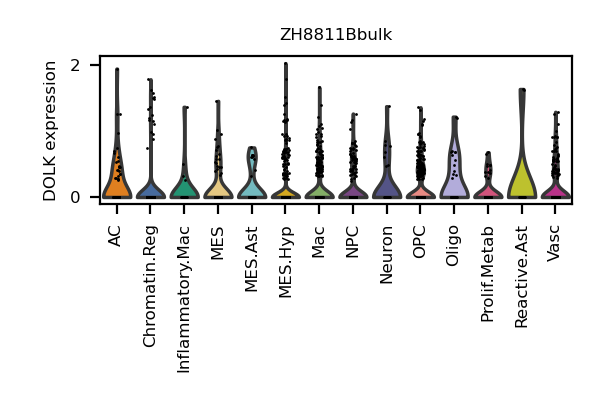 ZH8811Bbulk
DOLK expression
2
0
AC
Chromatin.Reg
Inflammatory.Mac
MES
MES.Ast
MES.Hyp
Mac
NPC
Neuron
OPC
Oligo
Prolif.Metab
Reactive.Ast
Vasc